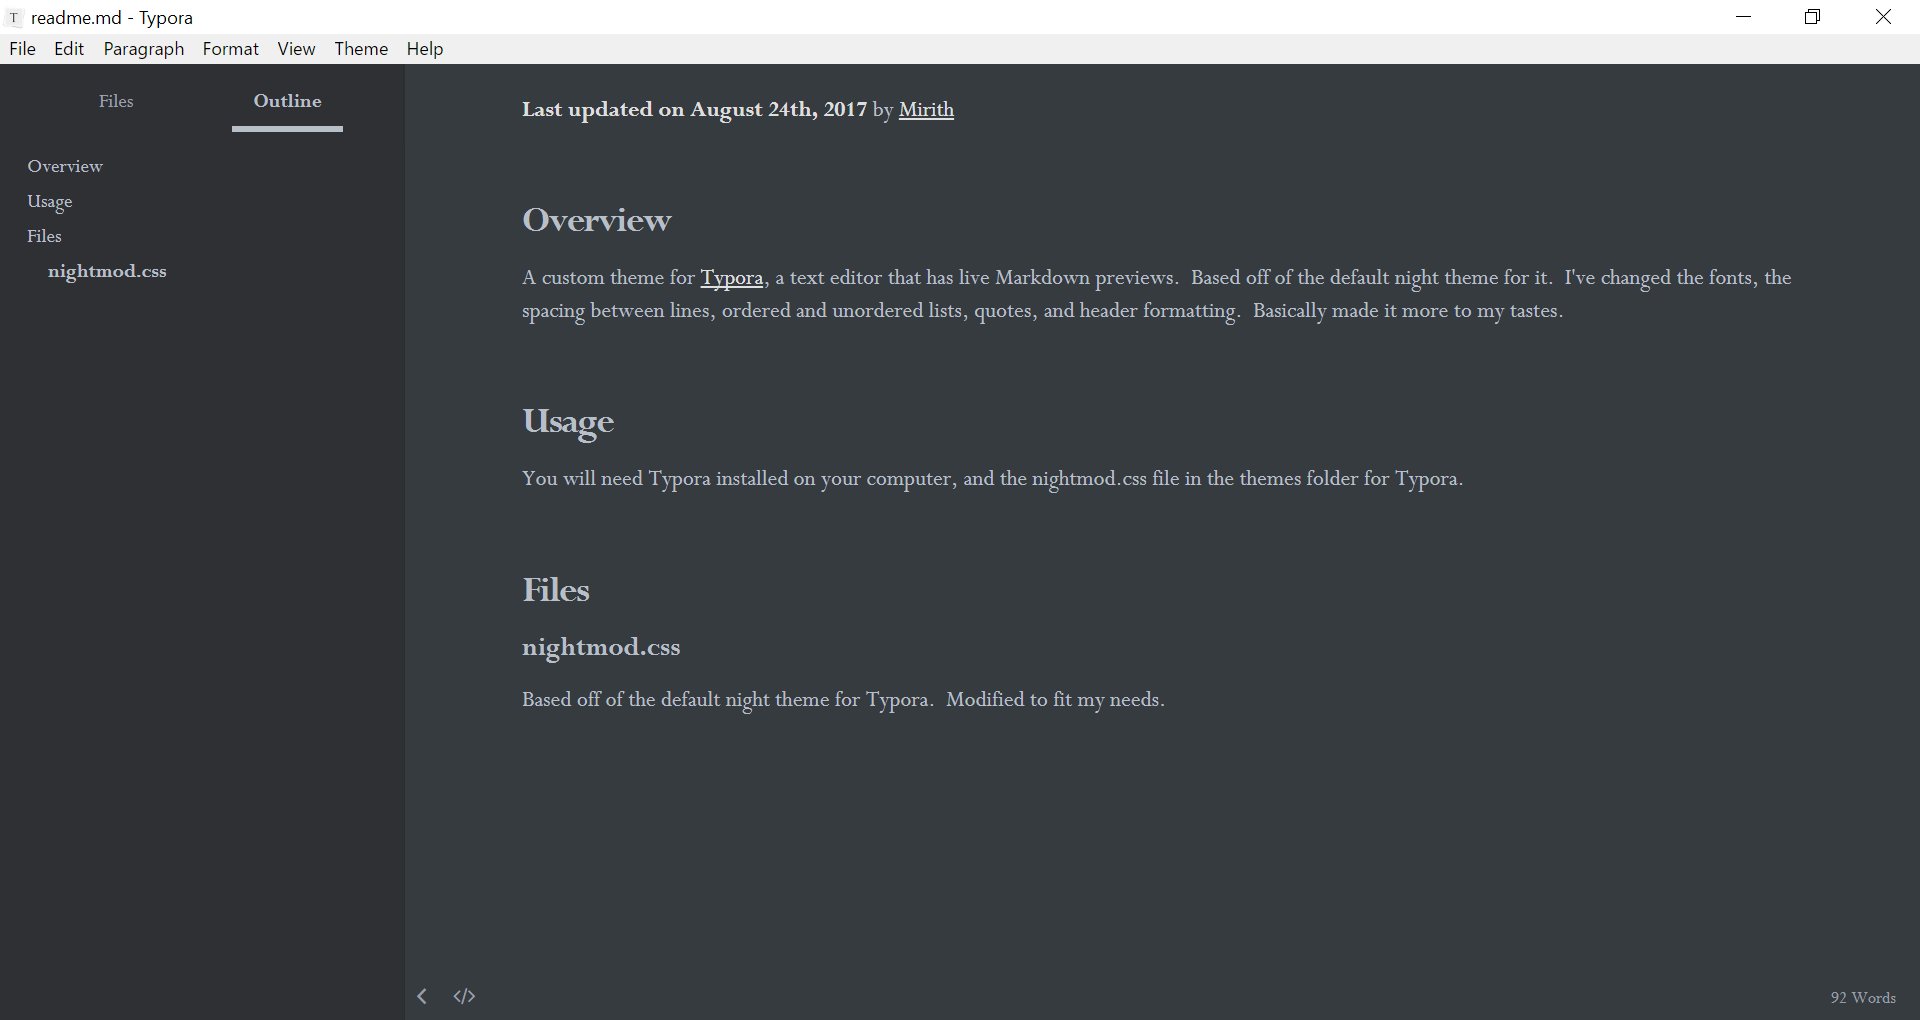 T readme.md - Typora
File Edit Paragraph Format View Theme Help
Files Outline
Overview
Usage
Files
nightmod.css
Last updated on August 24th, 2017 by Mirith
Overview
A custom theme for Typora, a text editor that has live Markdown previews. Based off of the default night theme for it. I've changed the fonts, the
spacing between lines, ordered and unordered lists, quotes, and header formatting. Basically made it more to my tastes.
Usage
You will need Typora installed on your computer, and the nightmod.css file in the themes folder for Typora.
Files
nightmod.css
Based off of the default night theme for Typora. Modified to fit my needs.
92 Words